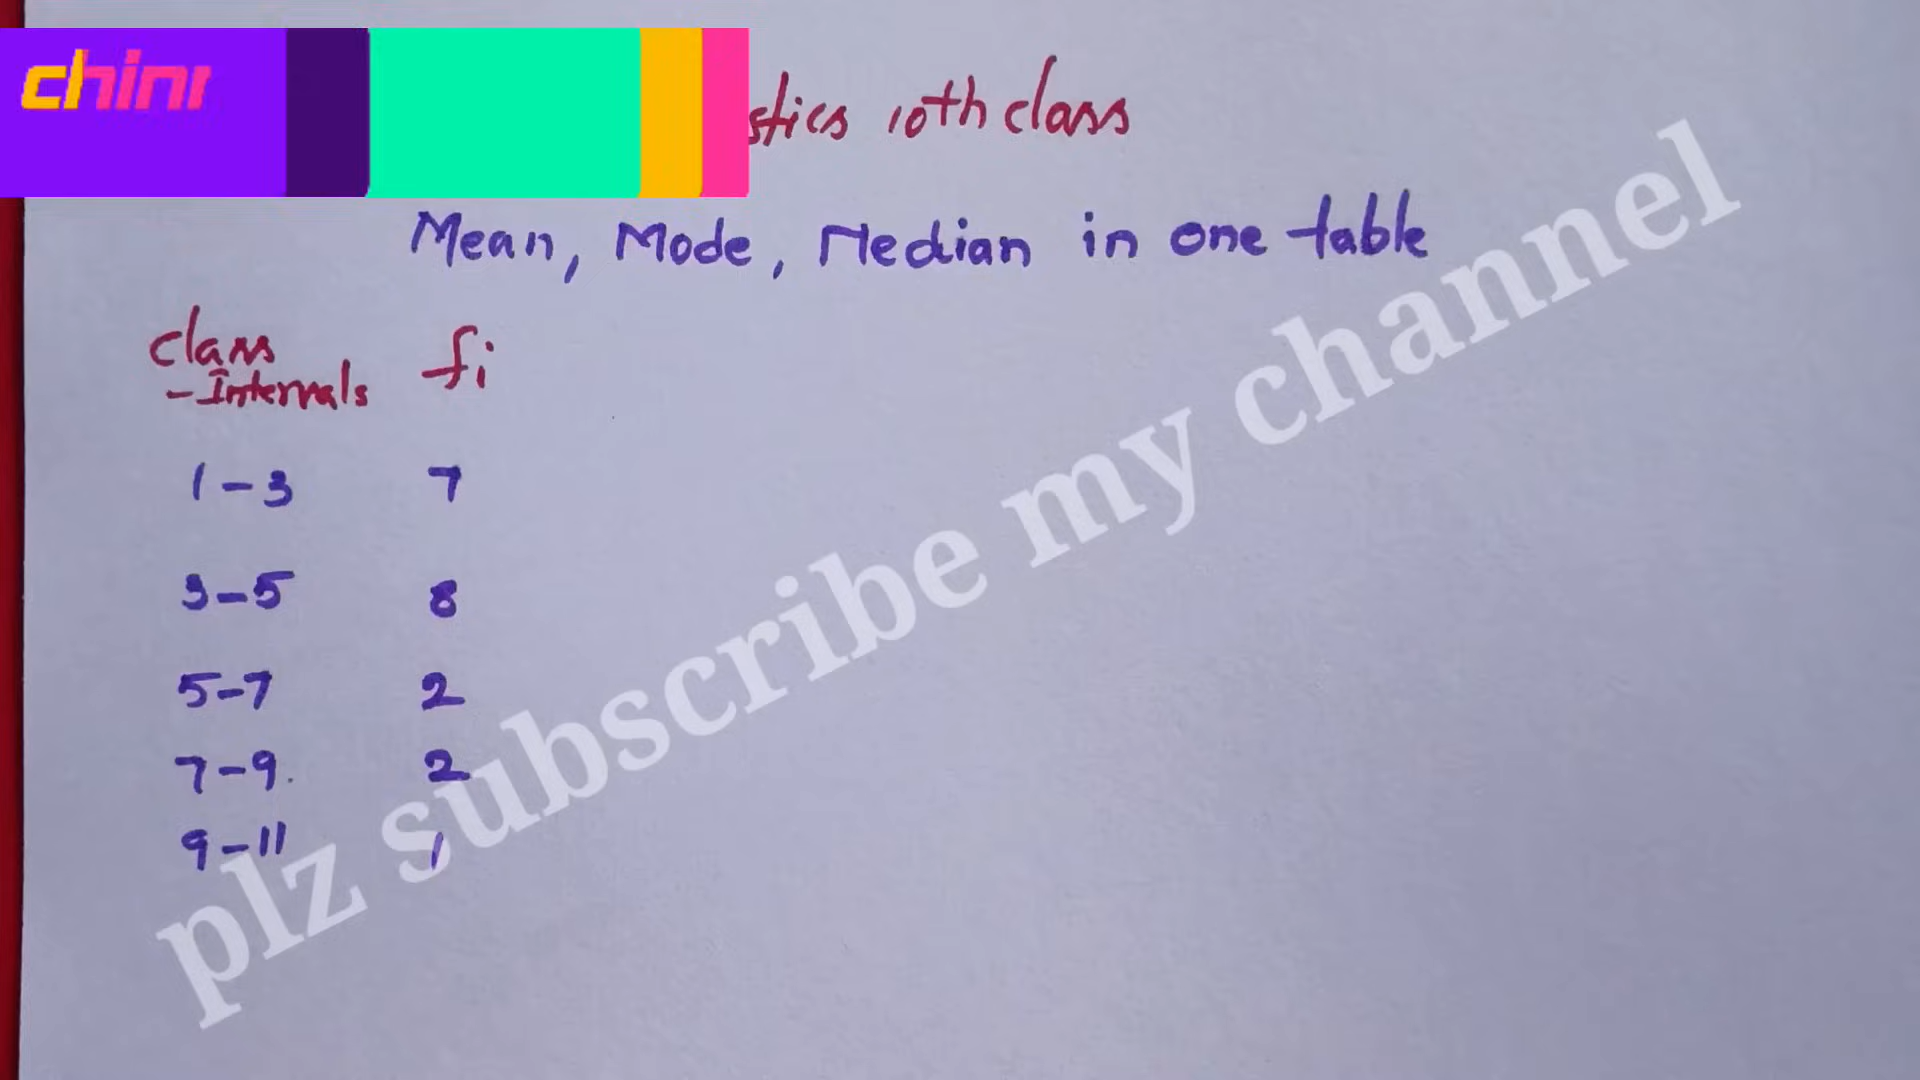 chini
stics 10th class
Mean, Mode, Median in one table
class fi
- Intervals
1-3 7
3-5 8
5-7 2
7-9. 2
9-11 1
plz subscribe my channel